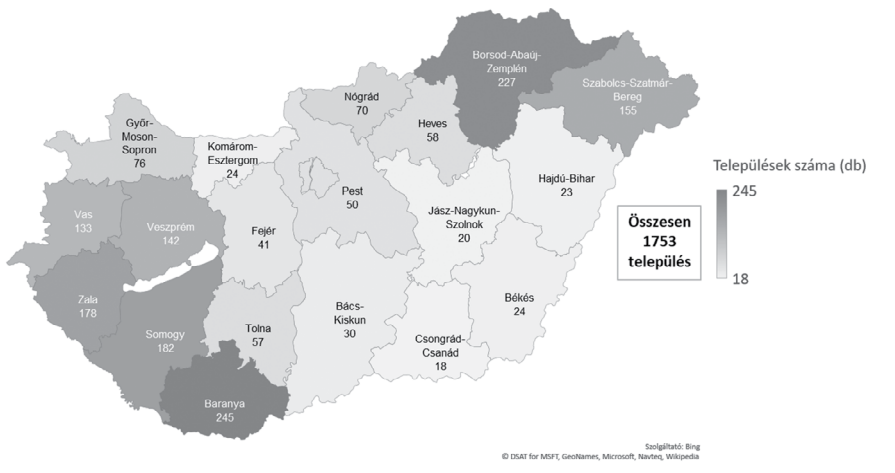 Borsod-Abaúj-
Zemplén
227
Szabolcs-Szatmár-
Bereg
155
Nógrád
70
Heves
58
Győr-
Moson-
Sopron
76
Komárom-
Esztergom
24
Hajdú-Bihar
23
Pest
50
Vas
133
Veszprém
142
Fejér
41
Jász-Nagykun-
Szolnok
20
Zala
178
Somogy
182
Tolna
57
Bács-
Kiskun
30
Békés
24
Csongrád-
Csanád
18
Baranya
245
Települések száma (db)
245
18
Összesen
1753
település
Szolgáltató: Bing
© DSAT for MSFT, GeoNames, Microsoft, Navteq, Wikipedia